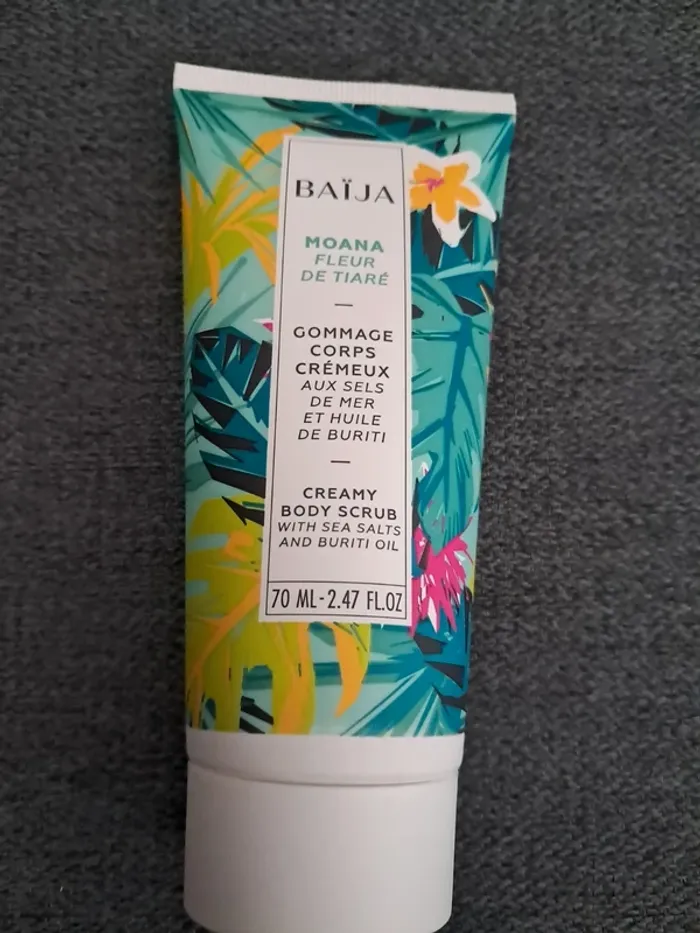 BAÏJA
MOANA
FLEUR
DE TIARÉ
—
GOMMAGE
CORPS
CRÉMEUX
AUX SELS
DE MER
ET HUILE
DE BURITI
—
CREAMY
BODY SCRUB
WITH SEA SALTS
AND BURITI OIL
70 ML-2.47 FL.OZ